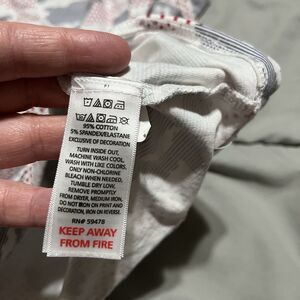 95% COTTON
5% SPANDEX/ELASTANE
EXCLUSIVE OF DECORATION
TURN INSIDE OUT,
MACHINE WASH COOL,
WASH WITH LIKE COLORS.
ONLY NON-CHLORINE
BLEACH WHEN NEEDED.
TUMBLE DRY LOW,
REMOVE PROMPTLY
FROM DRYER, MEDIUM IRON,
DO NOT IRON ON PRINT AND
DECORATION, IRON ON REVERSE.
RN# 59478
KEEP AWAY
FROM FIRE